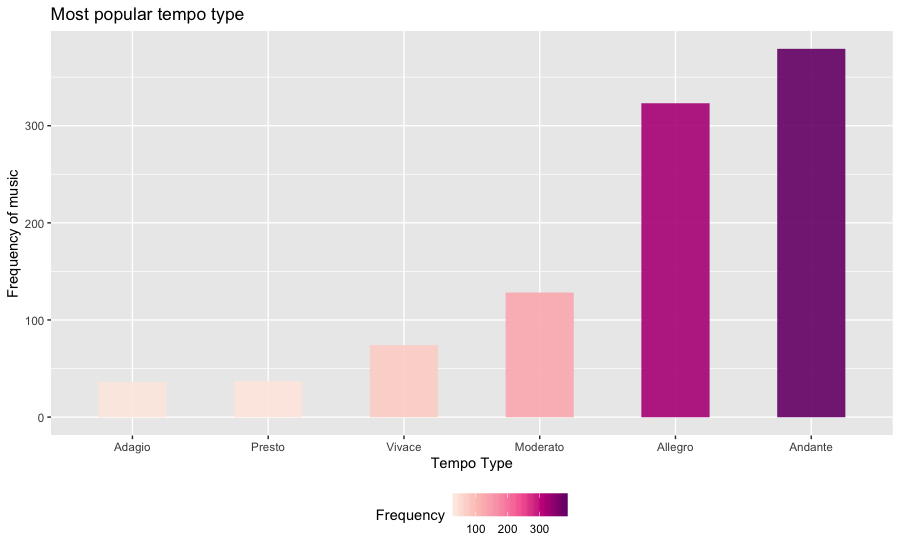 Most popular tempo type
Frequency of music
300
200
100
0
Adagio Presto Vivace Moderato Allegro Andante
Tempo Type
Frequency
100 200 300